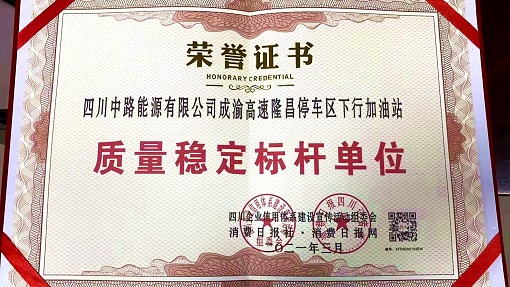 荣誉证书
HONORARY CREDENTIAL
四川中路能源有限公司成渝高速隆昌停车区下行加油站
质量稳定标杆单位
四川企业信用体系建设宣传活动组委会
消费日报社·消费日报网
二〇二一年三月